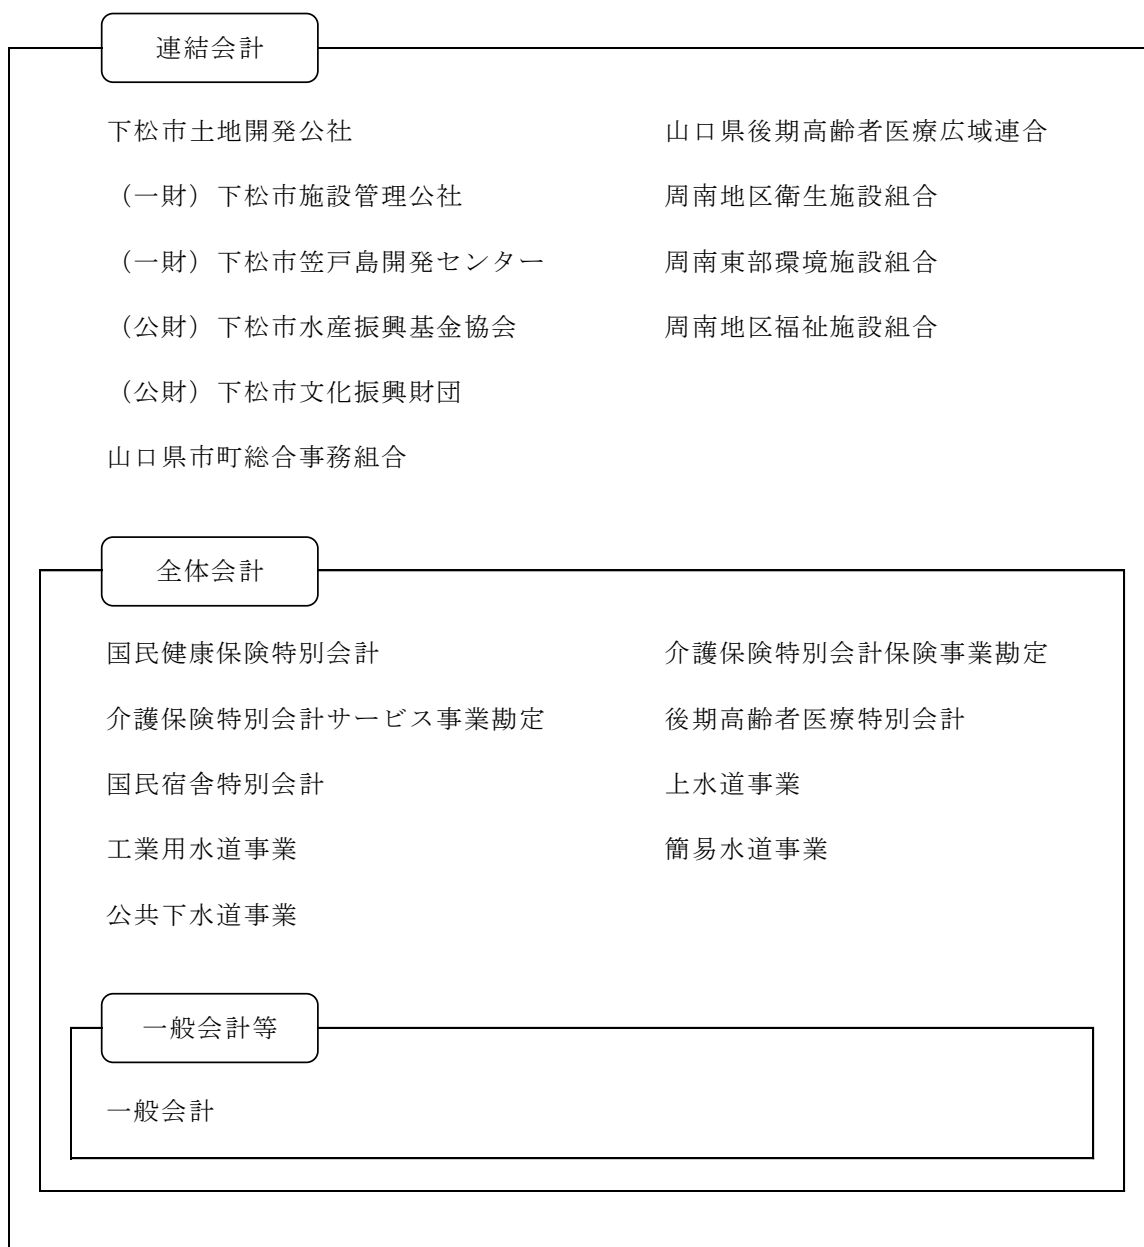 連結会計
下松市土地開発公社 山口県後期高齢者医療広域連合
（一財）下松市施設管理公社 周南地区衛生施設組合
（一財）下松市笠戸島開発センター 周南東部環境施設組合
（公財）下松市水産振興基金協会 周南地区福祉施設組合
（公財）下松市文化振興財団
山口県市町総合事務組合
全体会計
国民健康保険特別会計 介護保険特別会計保険事業勘定
介護保険特別会計サービス事業勘定 後期高齢者医療特別会計
国民宿舎特別会計 上水道事業
工業用水道事業 簡易水道事業
公共下水道事業
一般会計等
一般会計